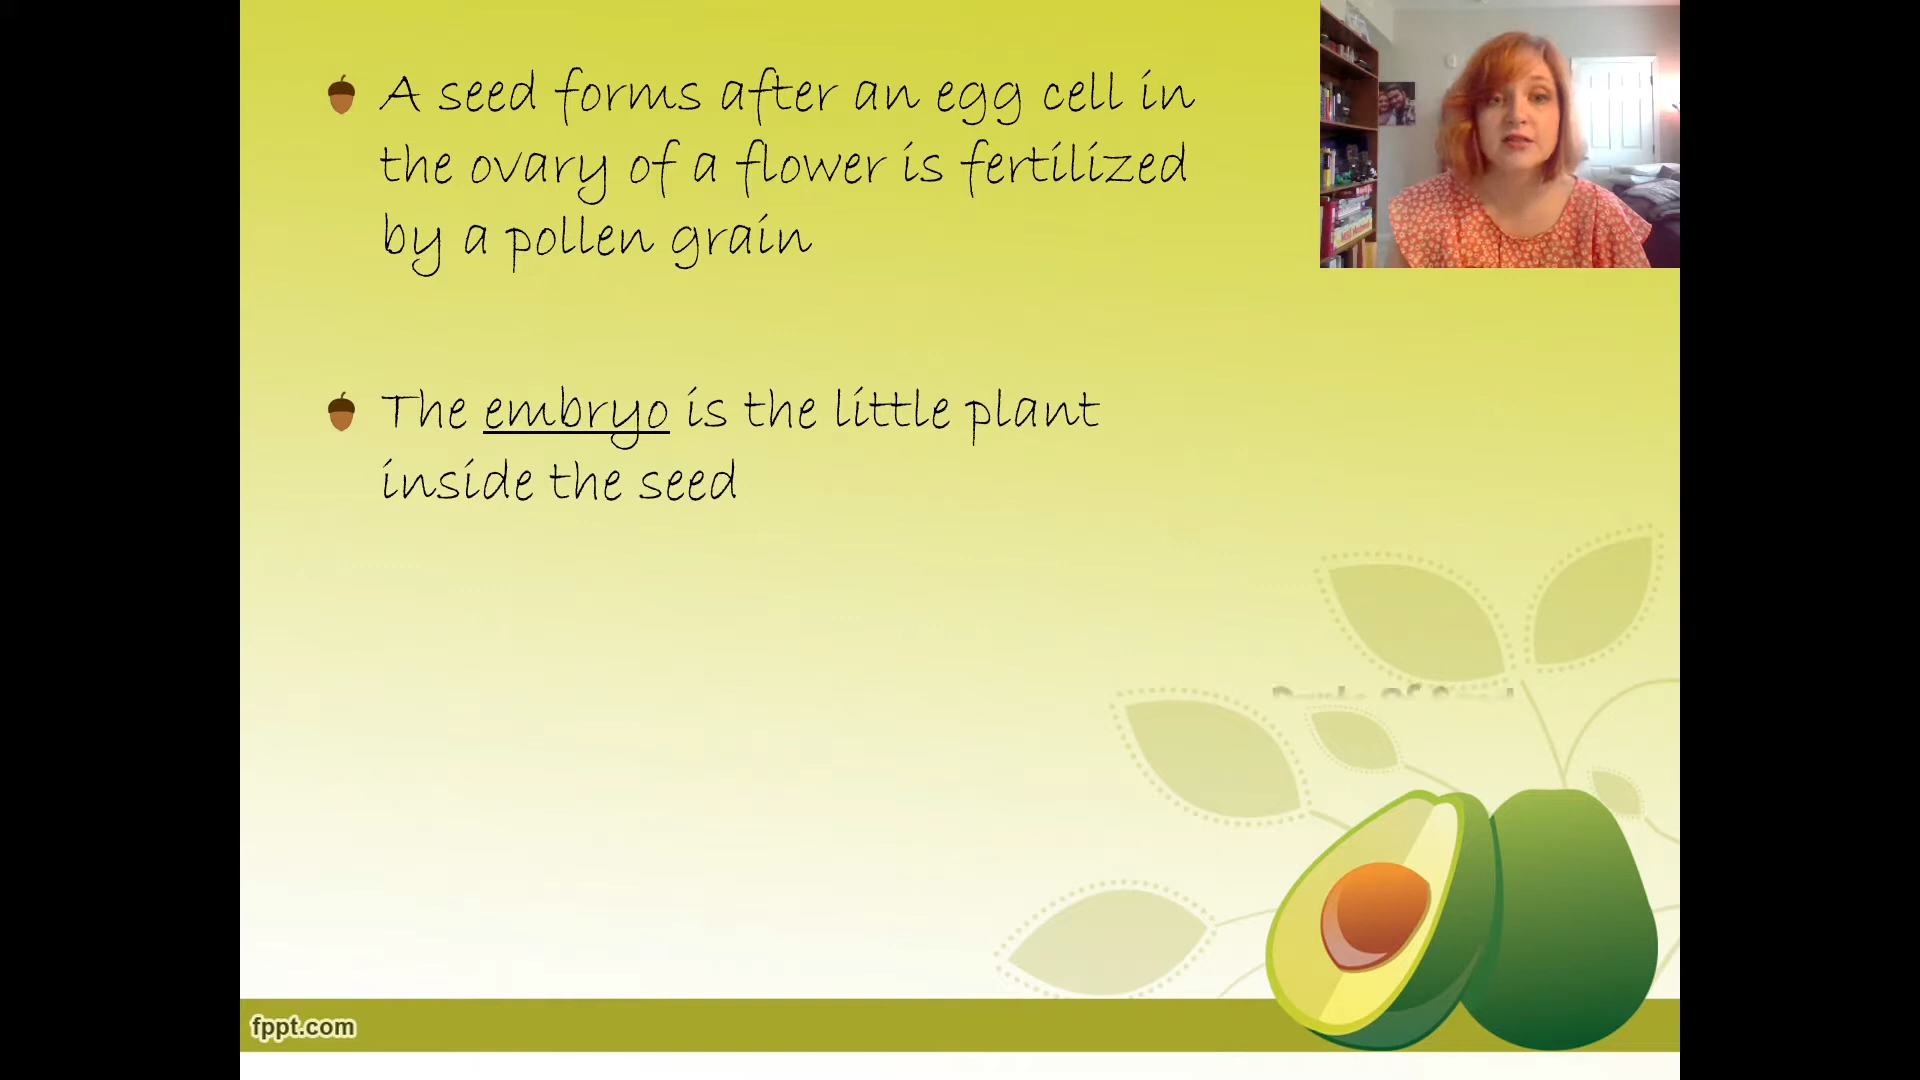 A seed forms after an egg cell in
the ovary of a flower is fertilized
by a pollen grain
The embryo is the little plant
inside the seed
fppt.com